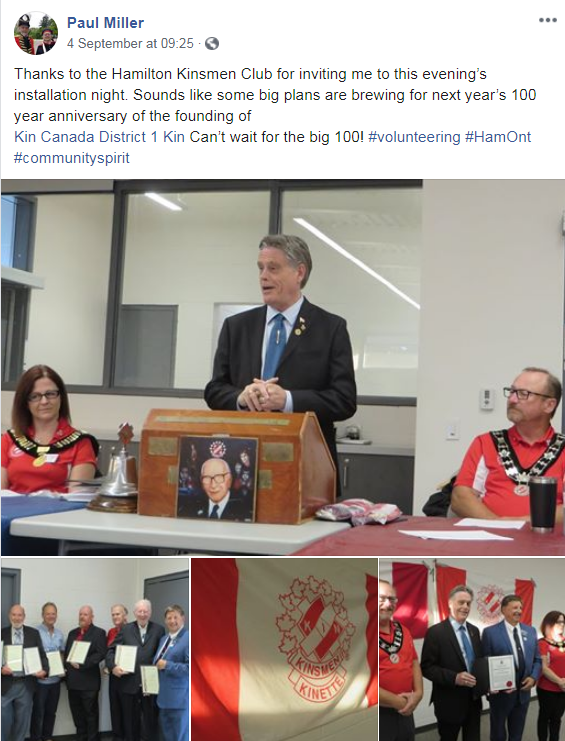 Paul Miller
4 September at 09:25 ·
Thanks to the Hamilton Kinsmen Club for inviting me to this evening's
installation night. Sounds like some big plans are brewing for next year's 100
year anniversary of the founding of
Kin Canada District 1 Kin Can't wait for the big 100! #volunteering #HamOnt
#communityspirit
KIN
KINSMEN
KINETTE